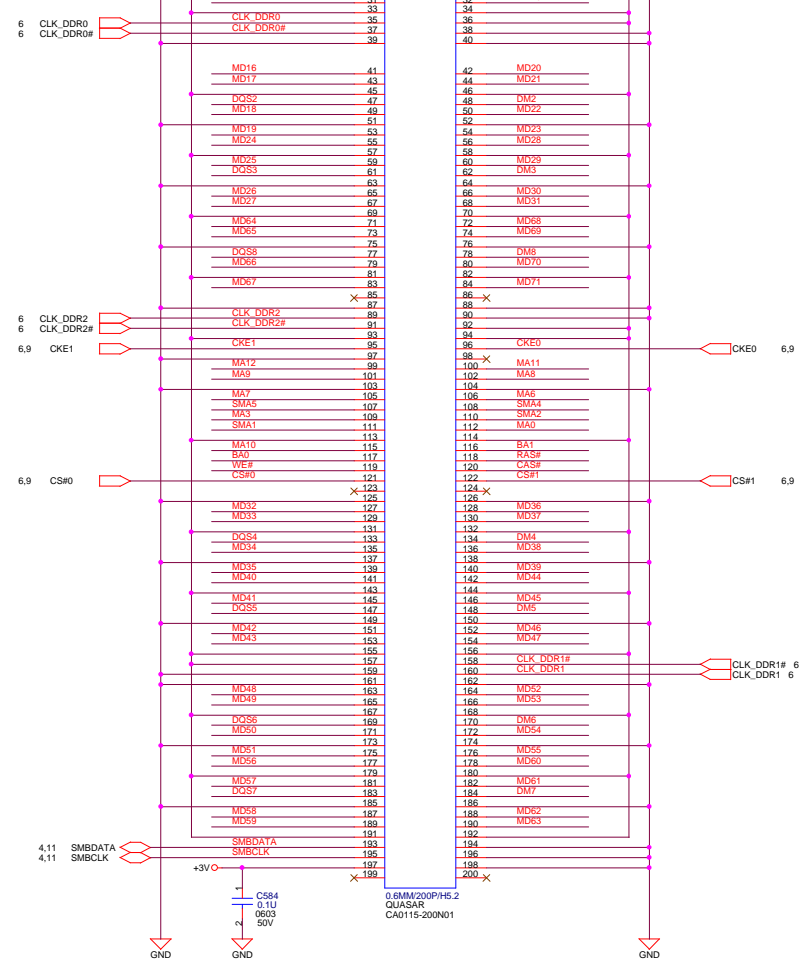 33 34
6 CLK_DDR0 CLK_DDR0 35 36
6 CLK_DDR0# CLK_DDR0# 37 38
39 40
MD16 41 42 MD20
MD17 43 44 MD21
45 46
DQS2 47 48 DM2
MD18 49 50 MD22
51 52
MD19 53 54 MD23
MD24 55 56 MD28
57 58
MD25 59 60 MD29
DQS3 61 62 DM3
63 64
MD26 65 66 MD30
MD27 67 68 MD31
69 70
MD64 71 72 MD68
MD65 73 74 MD69
75 76
DQS8 77 78 DM8
MD66 79 80 MD70
81 82
MD67 83 84 MD71
85 86
87 88
6 CLK_DDR2 CLK_DDR2 89 90
6 CLK_DDR2# CLK_DDR2# 91 92
93 94
6,9 CKE1 CKE1 95 96 CKE0 CKE0 6,9
97 98
MA12 99 100 MA11
MA9 101 102 MA8
103 104
MA7 105 106 MA6
SMA5 107 108 SMA4
MA3 109 110 SMA2
SMA1 111 112 MA0
113 114
MA10 115 116 BA1
BA0 117 118 RAS#
WE# 119 120 CAS#
6,9 CS#0 CS#0 121 122 CS#1 CS#1 6,9
123 124
125 126
MD32 127 128 MD36
MD33 129 130 MD37
131 132
DQS4 133 134 DM4
MD34 135 136 MD38
137 138
MD35 139 140 MD39
MD40 141 142 MD44
143 144
MD41 145 146 MD45
DQS5 147 148 DM5
149 150
MD42 151 152 MD46
MD43 153 154 MD47
155 156
157 158 CLK_DDR1# CLK_DDR1# 6
159 160 CLK_DDR1 CLK_DDR1 6
161 162
MD48 163 164 MD52
MD49 165 166 MD53
167 168
DQS6 169 170 DM6
MD50 171 172 MD54
173 174
MD51 175 176 MD55
MD56 177 178 MD60
179 180
MD57 181 182 MD61
DQS7 183 184 DM7
185 186
MD58 187 188 MD62
MD59 189 190 MD63
191 192
4,11 SMBDATA SMBDATA 193 194
4,11 SMBCLK SMBCLK 195 196
+3V 197 198
199 200
1
C584
0.1U
0603
50V
2
0.6MM/200P/H5.2
QUASAR
CA0115-200N01
GND GND GND